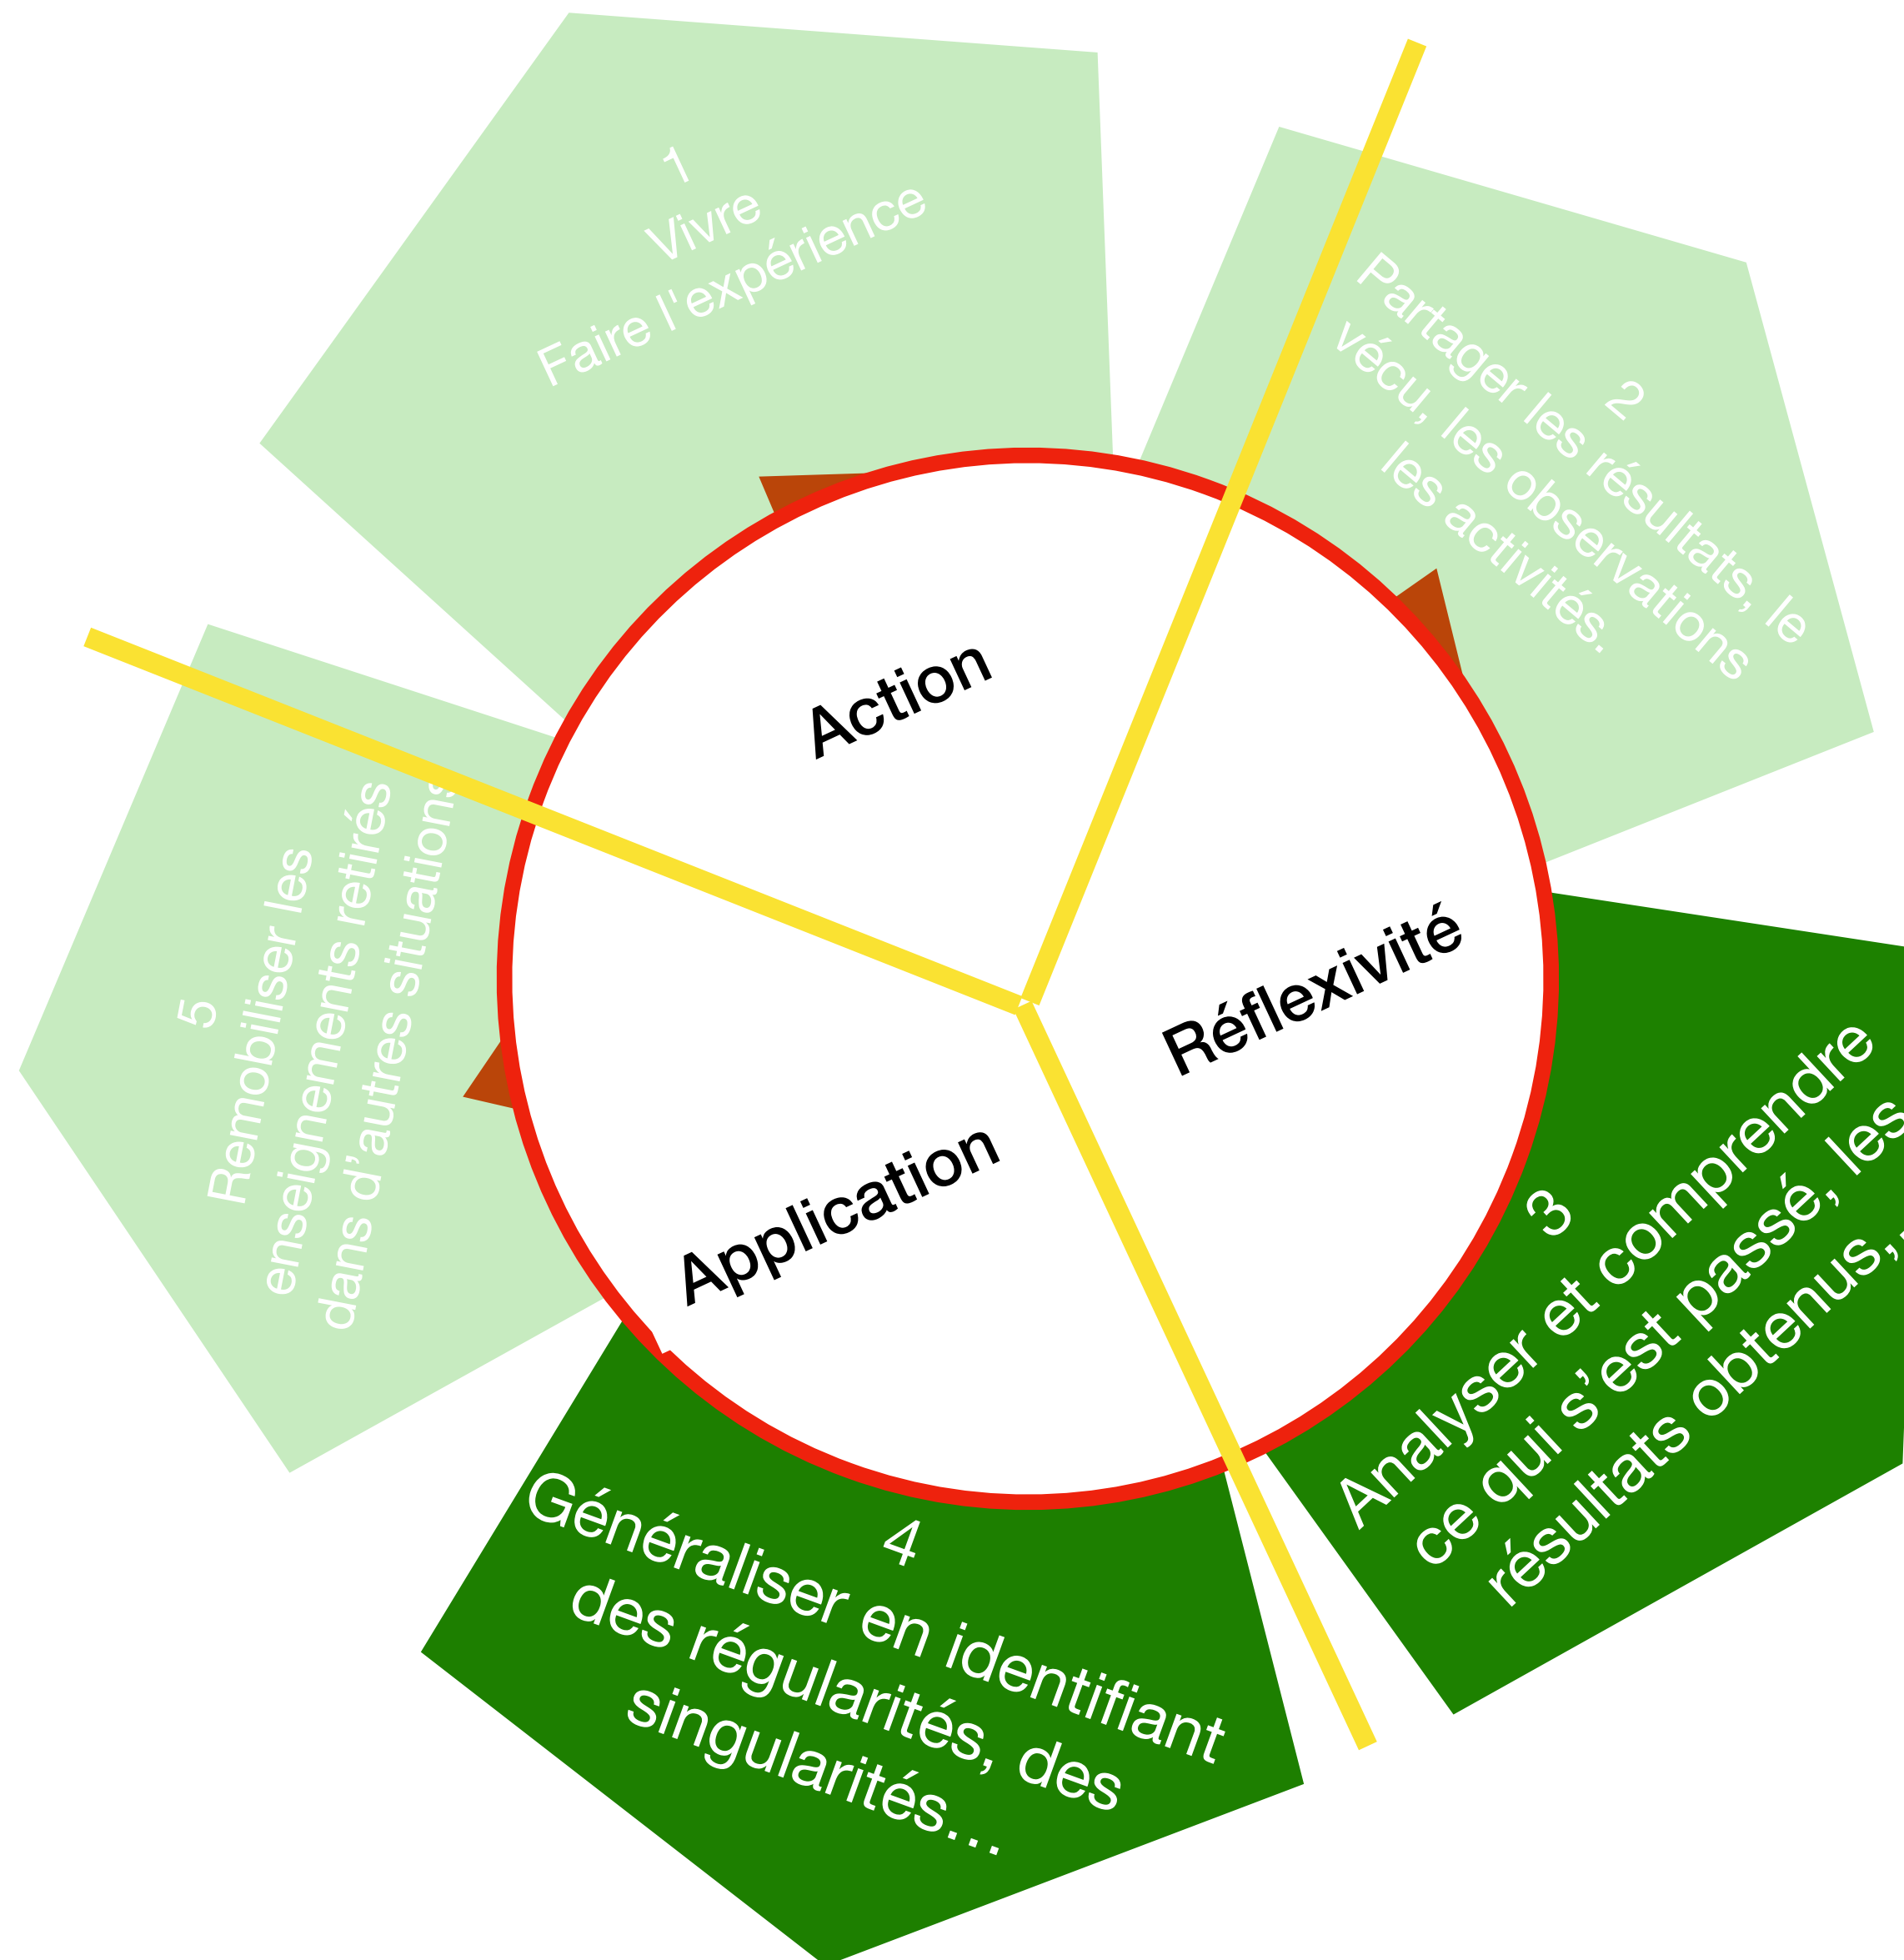 1
Vivre
Faire l'expérience
2
Partager les résultats, le
vécu, les observations
les activités.
Action
Réflexivité
Application
3
Analyser et comprendre
ce qui s’est passé, les
résultats obtenus,
4
Généraliser en identifiant
des régularités, des
singularités…
5
Remobiliser les
enseignements retirés
dans d’autres situations